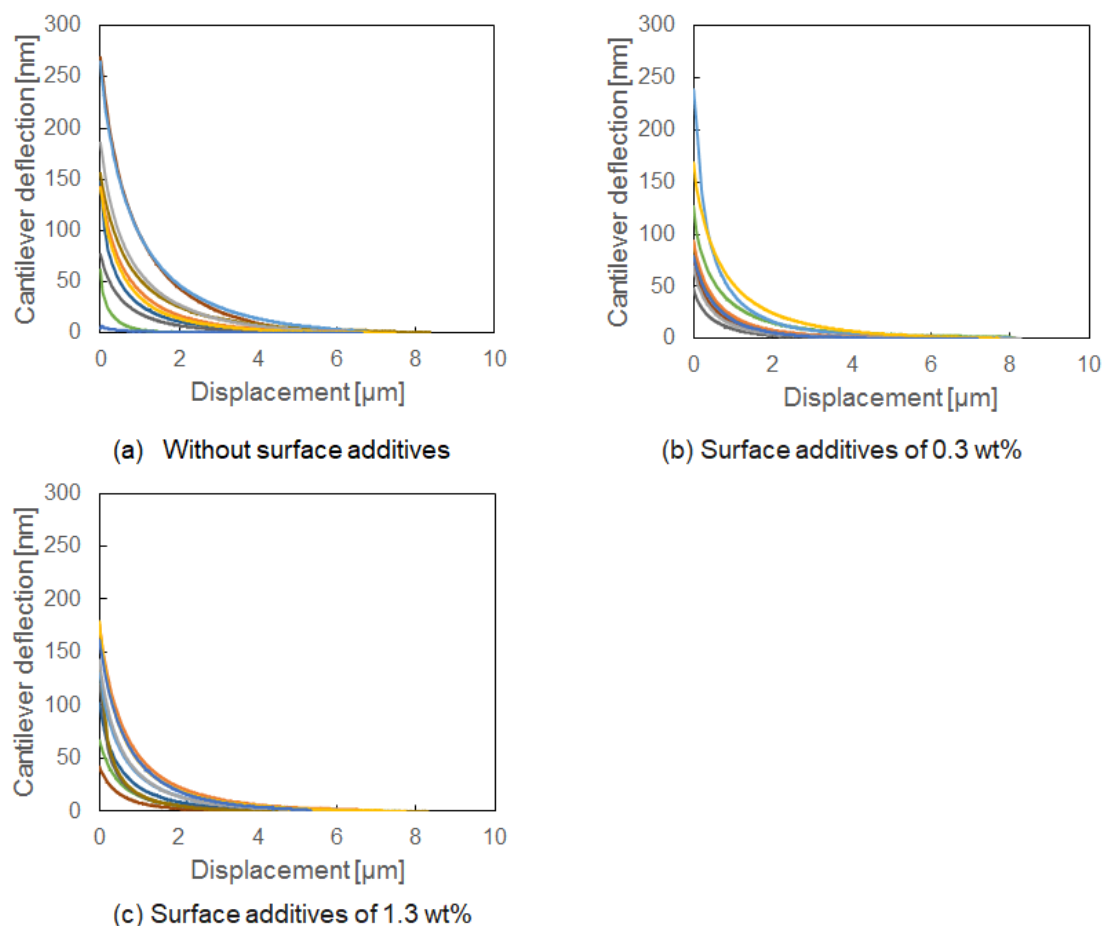 Cantilever deflection [nm]
300
250
200
150
100
50
0
0 2 4 6 8 10
Displacement [µm]
(a) Without surface additives
Cantilever deflection [nm]
300
250
200
150
100
50
0
0 2 4 6 8 10
Displacement [µm]
(b) Surface additives of 0.3 wt%
Cantilever deflection [nm]
300
250
200
150
100
50
0
0 2 4 6 8 10
Displacement [µm]
(c) Surface additives of 1.3 wt%